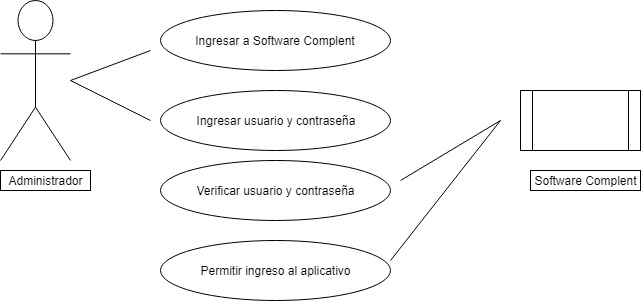 Ingresar a Software Complent
Ingresar usuario y contraseña
Administrador
Verificar usuario y contraseña
Software Complent
Permitir ingreso al aplicativo